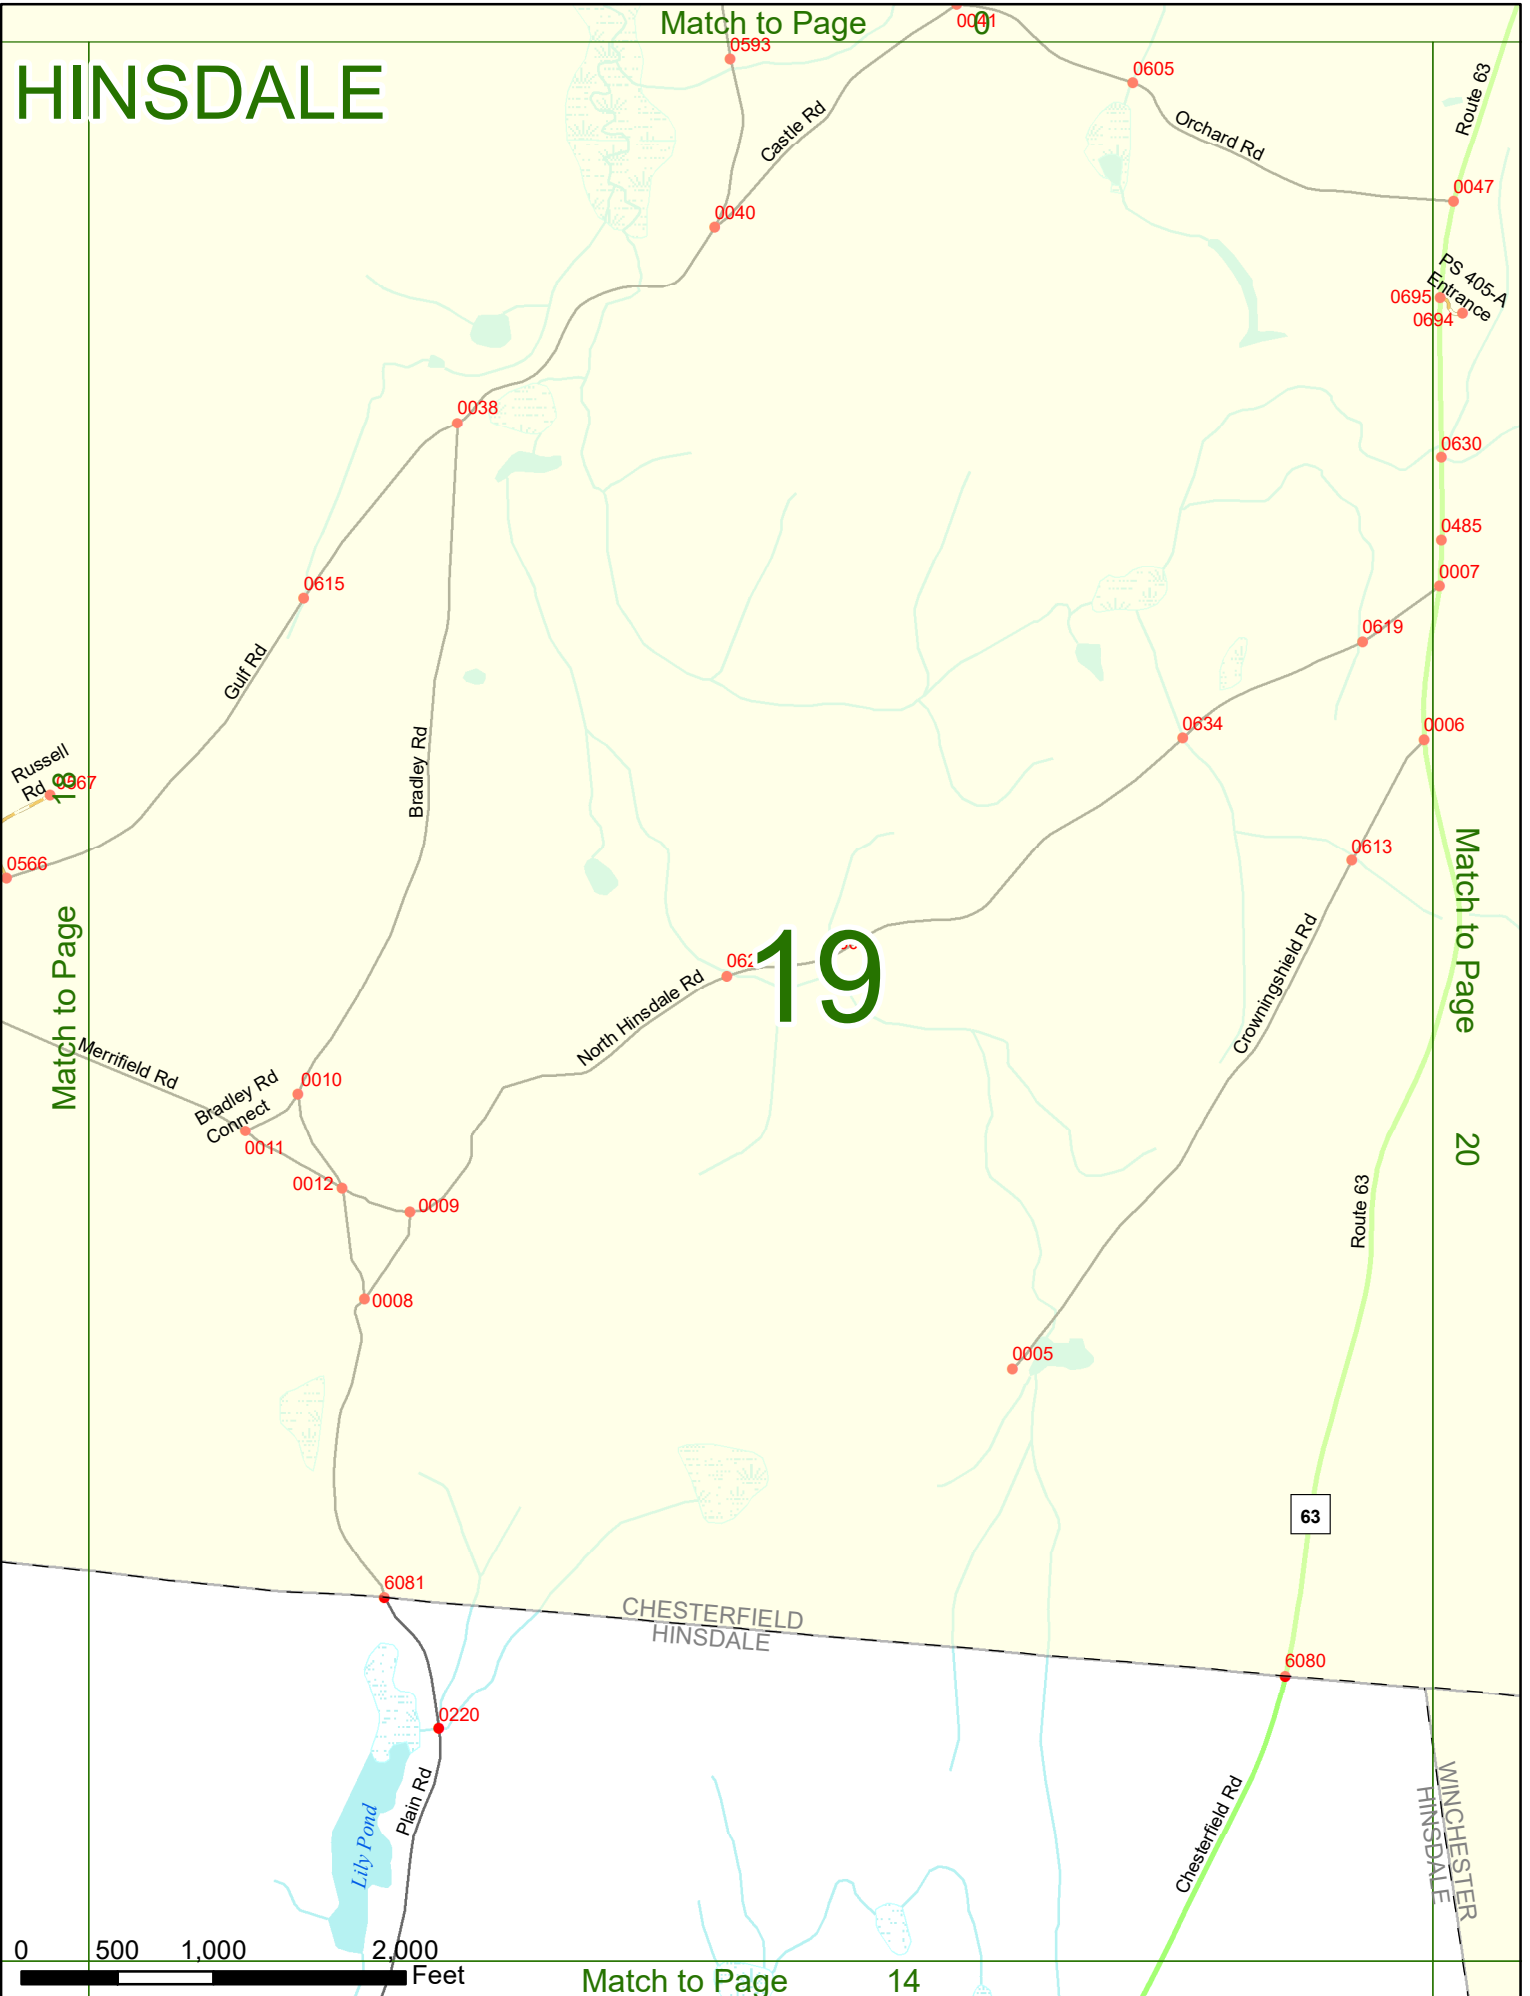 Match to Page 0
0041
0593
HINSDALE
0605
Route 63
Castle Rd
Orchard Rd
0047
0040
PS 405-A
Entrance
0695
0694
0038
0630
0485
0007
0615
0619
Gulf Rd
0634
0006
Bradley Rd
Russell
Rd
18
0567
0566
0613
Match to Page
Match to Page
19
North Hinsdale Rd
Crowningshield Rd
Merrifield Rd
Bradley Rd
Connect
0010
0011
0012
0009
20
Route 63
0008
0005
63
6081
CHESTERFIELD
HINSDALE
6080
0220
Plain Rd
Lily Pond
Chesterfield Rd
WINCHESTER
HINSDALE
0 500 1,000 2,000
Feet
Match to Page 14